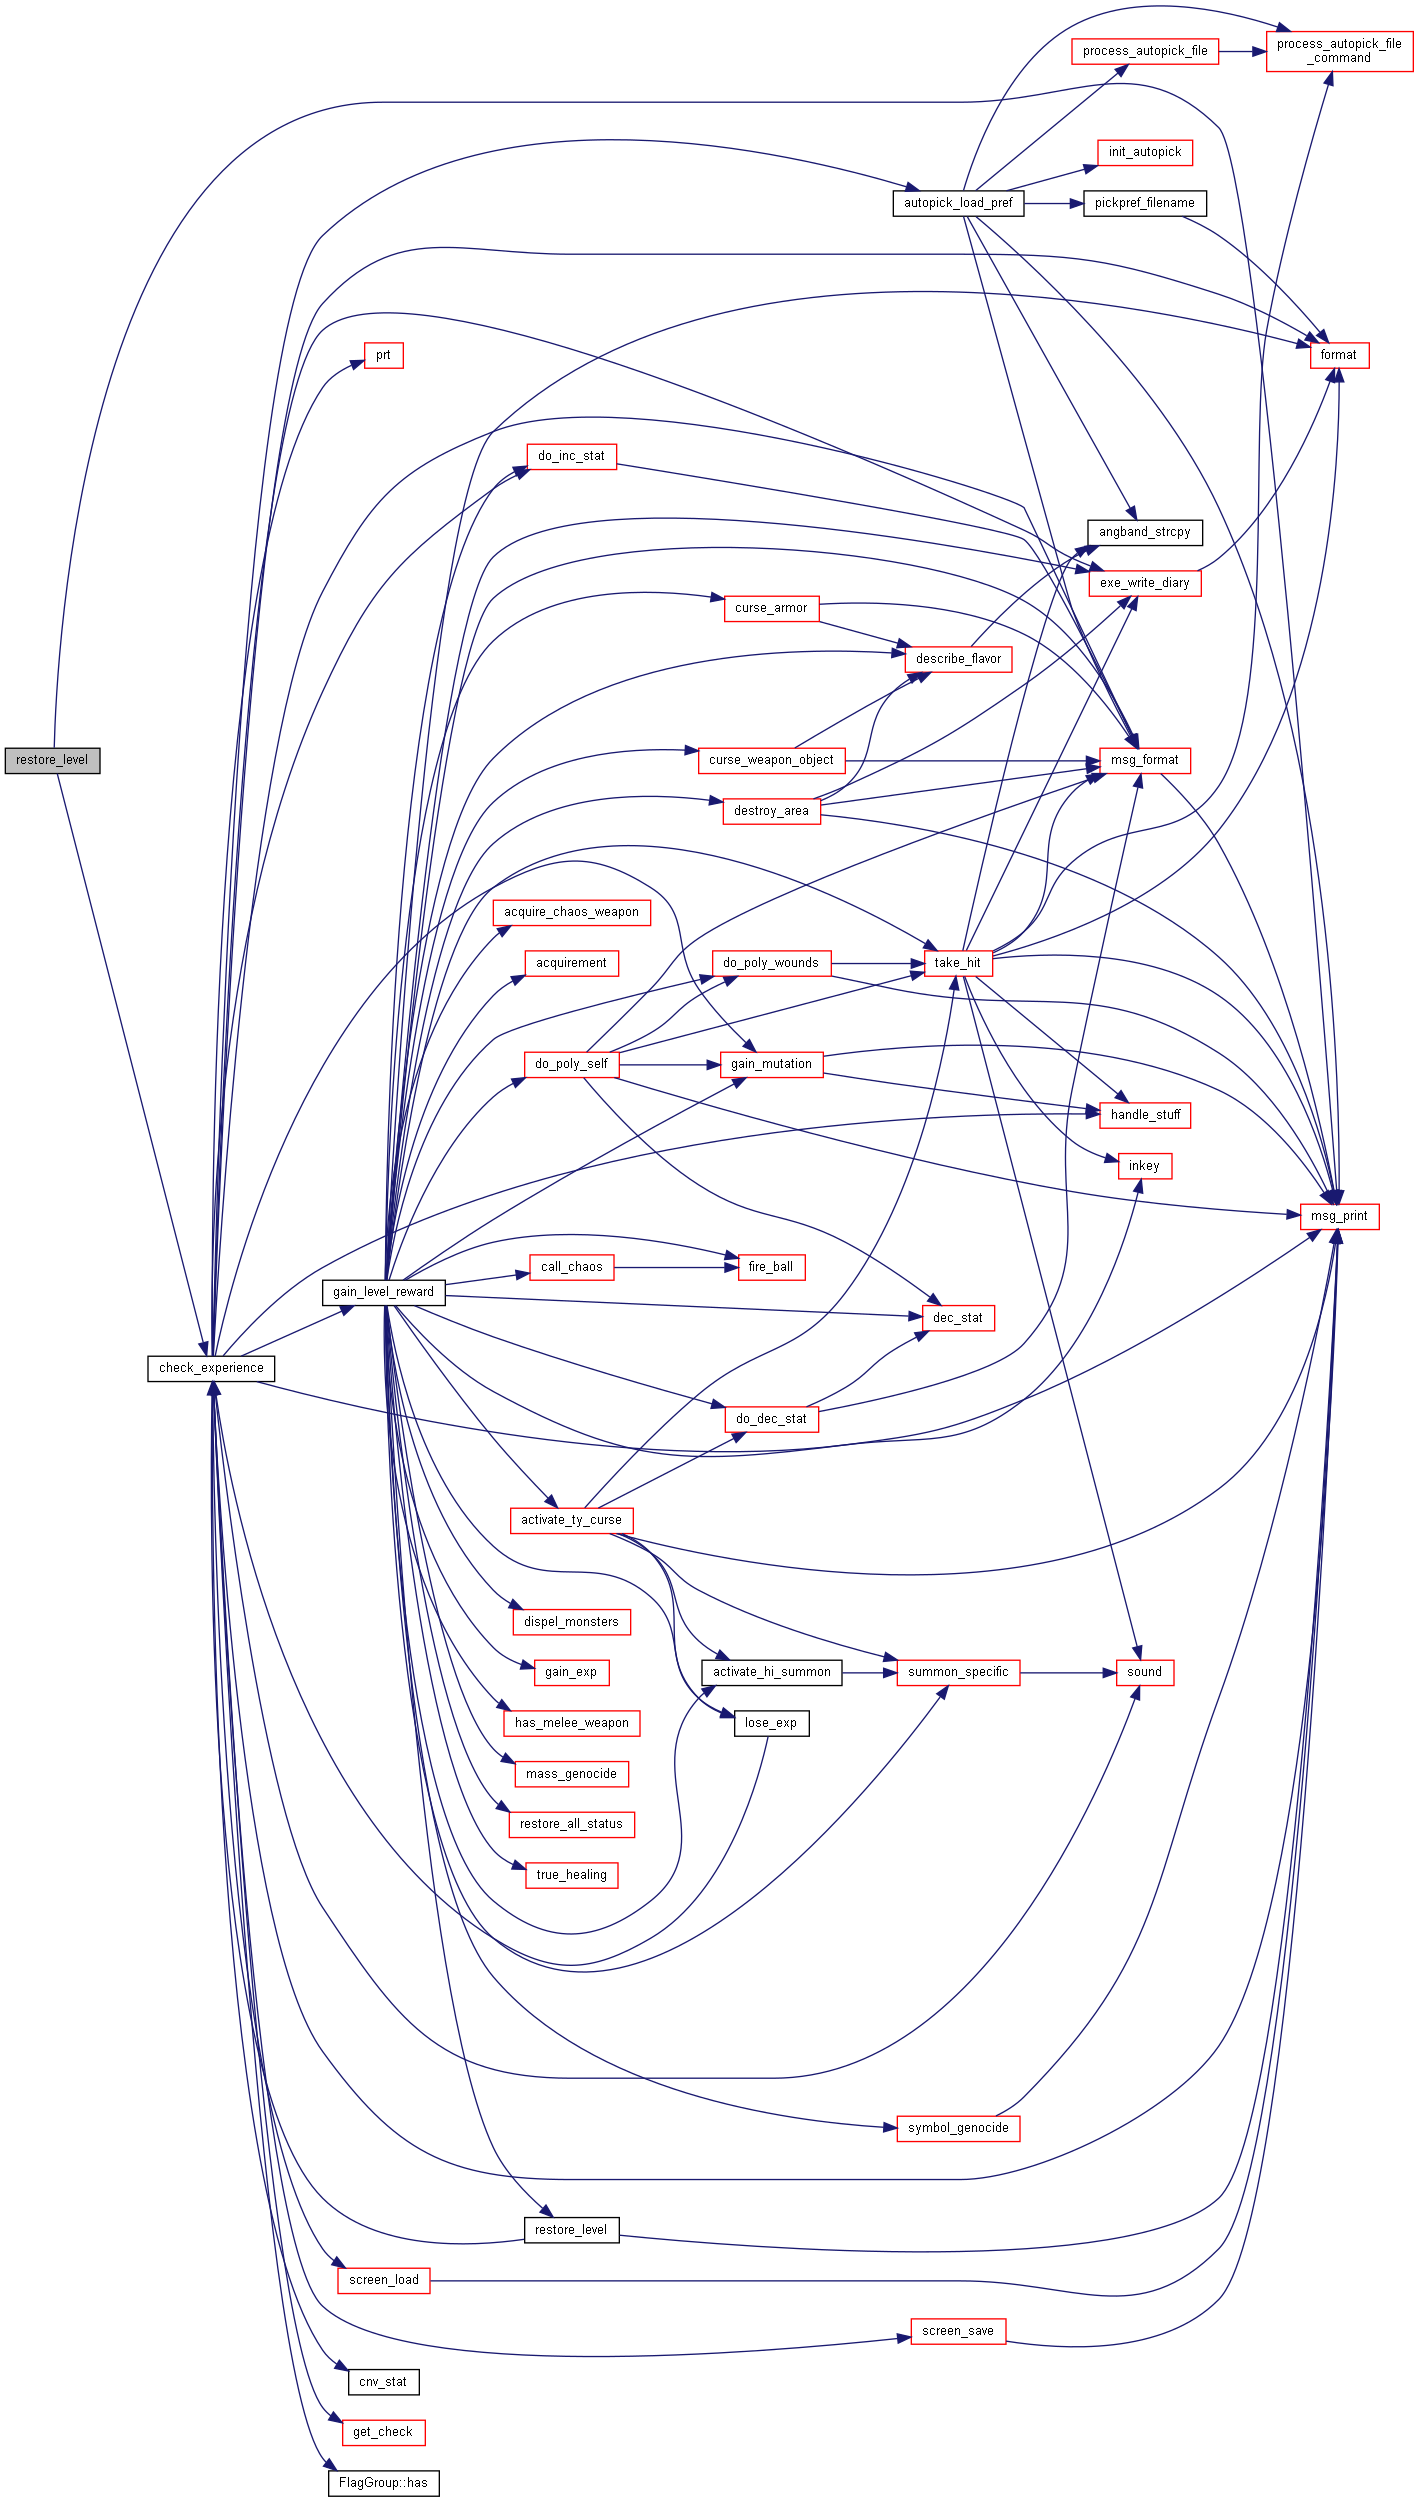 process_autopick_file
process_autopick_file
_command
init_autopick
autopick_load_pref
pickpref_filename
prt
format
do_inc_stat
angband_strcpy
exe_write_diary
curse_armor
describe_flavor
restore_level
curse_weapon_object
msg_format
destroy_area
acquire_chaos_weapon
acquirement
do_poly_wounds
take_hit
do_poly_self
gain_mutation
handle_stuff
inkey
msg_print
call_chaos
fire_ball
gain_level_reward
dec_stat
check_experience
do_dec_stat
activate_ty_curse
dispel_monsters
gain_exp
activate_hi_summon
summon_specific
sound
has_melee_weapon
lose_exp
mass_genocide
restore_all_status
true_healing
symbol_genocide
restore_level
screen_load
screen_save
cnv_stat
get_check
FlagGroup::has